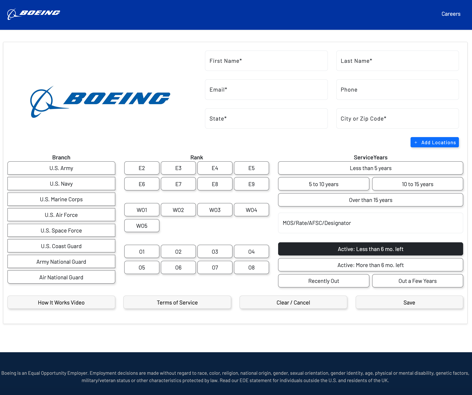 BOEING
Careers
BOEING
First Name*
Last Name*
Email*
Phone
State*
City or Zip Code*
+ Add Locations
Branch
Rank
ServiceYears
U.S. Army
U.S. Navy
U.S. Marine Corps
U.S. Air Force
U.S. Space Force
U.S. Coast Guard
Army National Guard
Air National Guard
E2 E3 E4 E5
E6 E7 E8 E9
WO1 WO2 WO3 WO4
WO5
O1 O2 O3 O4
O5 O6 O7 O8
Less than 5 years
5 to 10 years
10 to 15 years
Over than 15 years
MOS/Rate/AFSC/Designator
Active: Less than 6 mo. left
Active: More than 6 mo. left
Recently Out
Out a Few Years
How It Works Video
Terms of Service
Clear / Cancel
Save
Boeing is an Equal Opportunity Employer. Employment decisions are made without regard to race, color, religion, national origin, gender, sexual orientation, gender identity, age, physical or mental disability, genetic factors,
military/veteran status or other characteristics protected by law. Read our EOE statement for individuals outside the U.S. and residents of the UK.